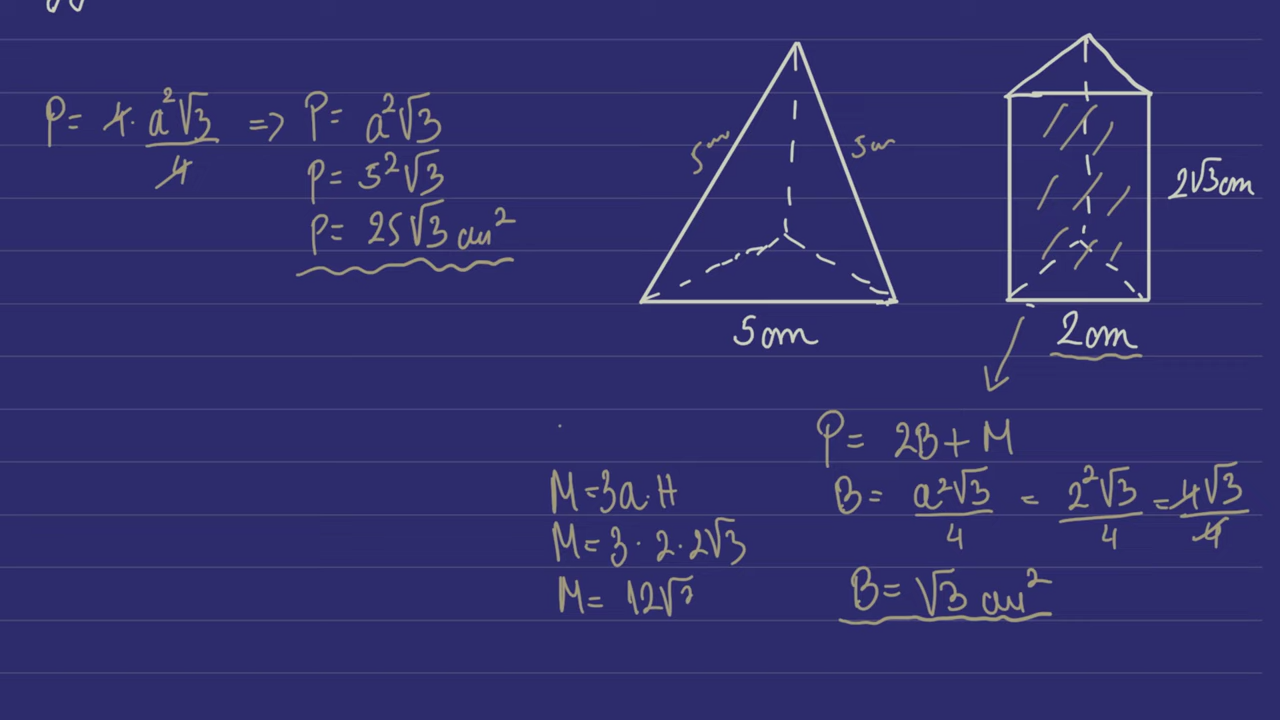 P = 4 · a²√3 / 4 => P = a²√3
P = 5²√3
P = 25√3 cm²
5cm
5cm
5cm
2√3cm
2cm
P = 2B + M
B = a²√3 / 4 = 2²√3 / 4 = 4√3 / 4
B = √3 cm²
M = 3a · H
M = 3 · 2 · 2√3
M = 12√3